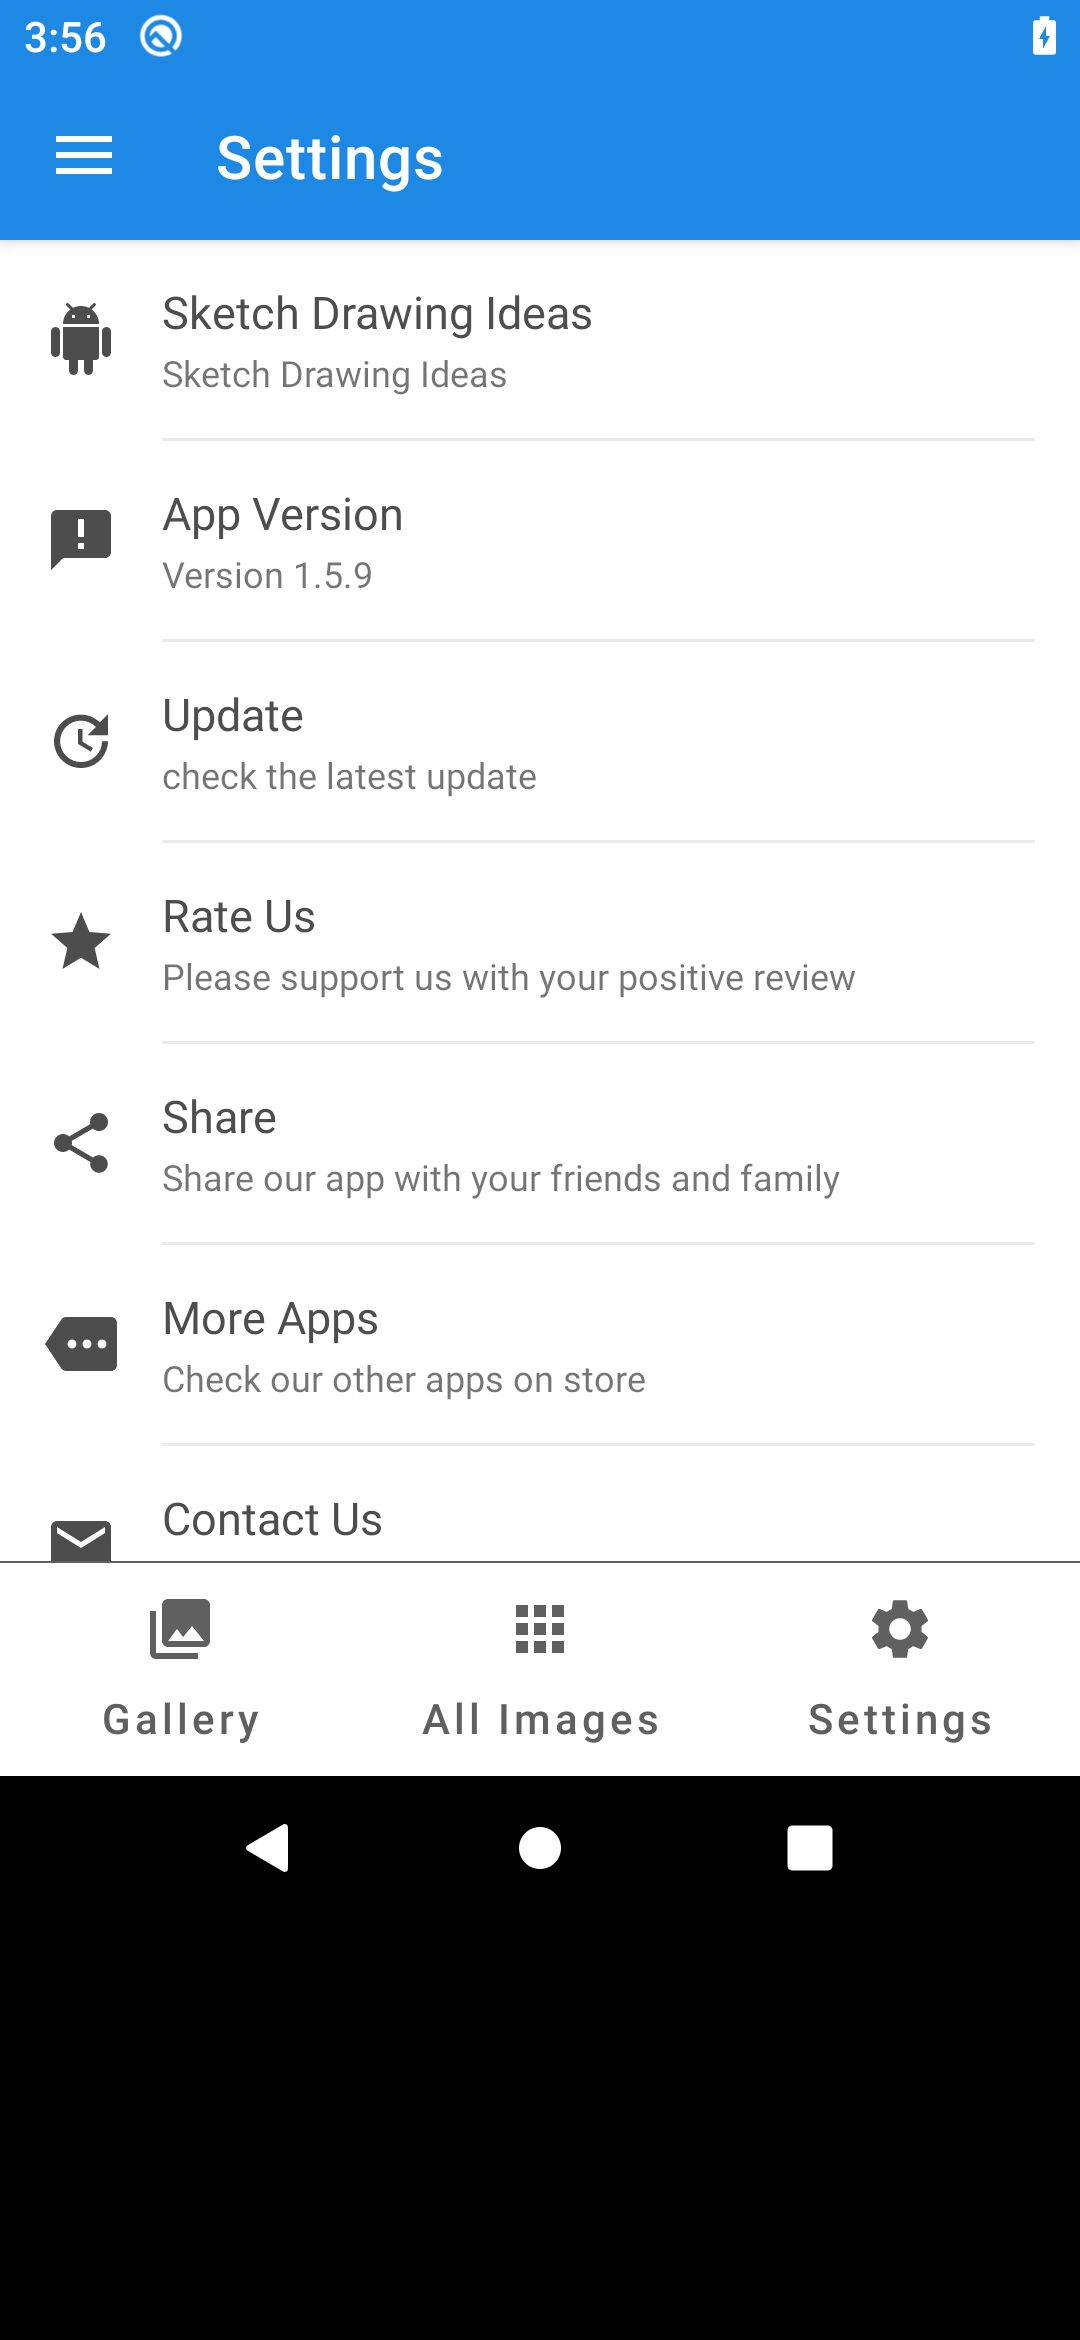 3:56
Settings
Sketch Drawing Ideas
Sketch Drawing Ideas
App Version
Version 1.5.9
Update
check the latest update
Rate Us
Please support us with your positive review
Share
Share our app with your friends and family
More Apps
Check our other apps on store
Contact Us
Gallery
All Images
Settings